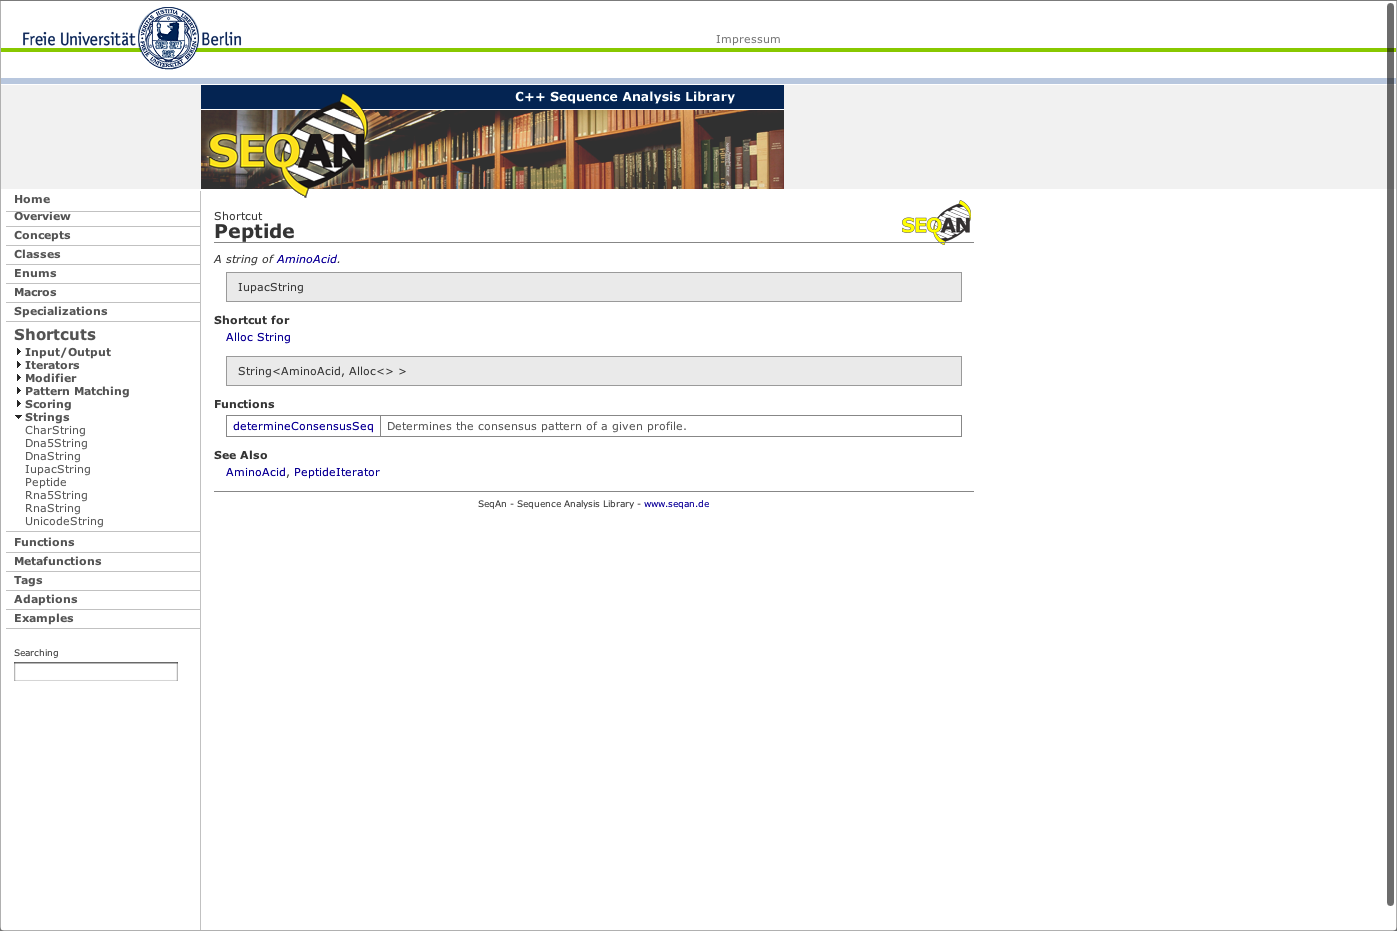 Freie Universität Berlin
Impressum
C++ Sequence Analysis Library
SEQAN
Home
Overview
Concepts
Classes
Enums
Macros
Specializations
Shortcuts
Input/Output
Iterators
Modifier
Pattern Matching
Scoring
Strings
CharString
Dna5String
DnaString
IupacString
Peptide
Rna5String
RnaString
UnicodeString
Functions
Metafunctions
Tags
Adaptions
Examples
Searching
Shortcut
Peptide
SEQAN
A string of AminoAcid.
IupacString
Shortcut for
Alloc String
String<AminoAcid, Alloc<> >
Functions
determineConsensusSeq Determines the consensus pattern of a given profile.
See Also
AminoAcid, PeptideIterator
SeqAn - Sequence Analysis Library - www.seqan.de